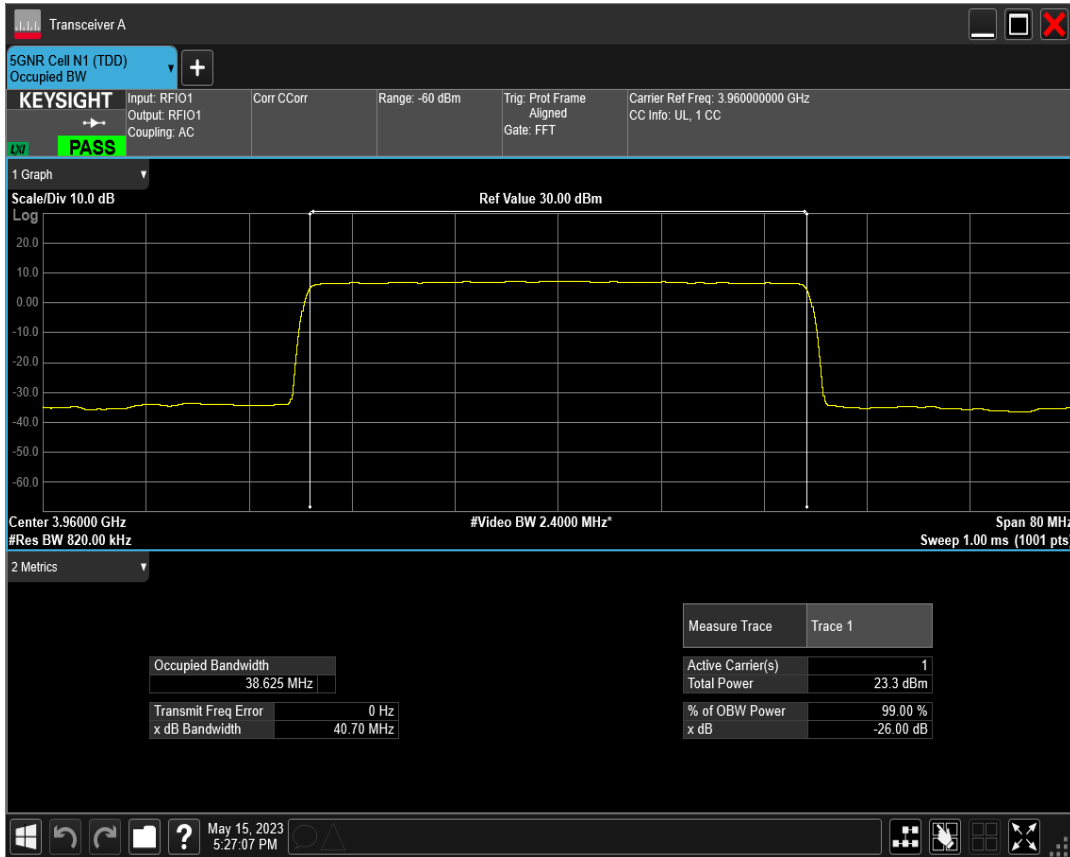 Transceiver A
5GNR Cell N1 (TDD)
Occupied BW
+
KEYSIGHT
LXI
PASS
Input: RFIO1
Output: RFIO1
Coupling: AC
Corr CCorr
Range: -60 dBm
Trig: Prot Frame
Aligned
Gate: FFT
Carrier Ref Freq: 3.960000000 GHz
CC Info: UL, 1 CC
1 Graph
Scale/Div 10.0 dB
Ref Value 30.00 dBm
Log
20.0
10.0
0.00
-10.0
-20.0
-30.0
-40.0
-50.0
-60.0
Center 3.96000 GHz
#Video BW 2.4000 MHz*
Span 80 MHz
#Res BW 820.00 kHz
Sweep 1.00 ms (1001 pts)
2 Metrics
Measure Trace Trace 1
Occupied Bandwidth
38.625 MHz
Active Carrier(s) 1
Total Power 23.3 dBm
Transmit Freq Error 0 Hz
x dB Bandwidth 40.70 MHz
% of OBW Power 99.00 %
x dB -26.00 dB
?
May 15, 2023
5:27:07 PM